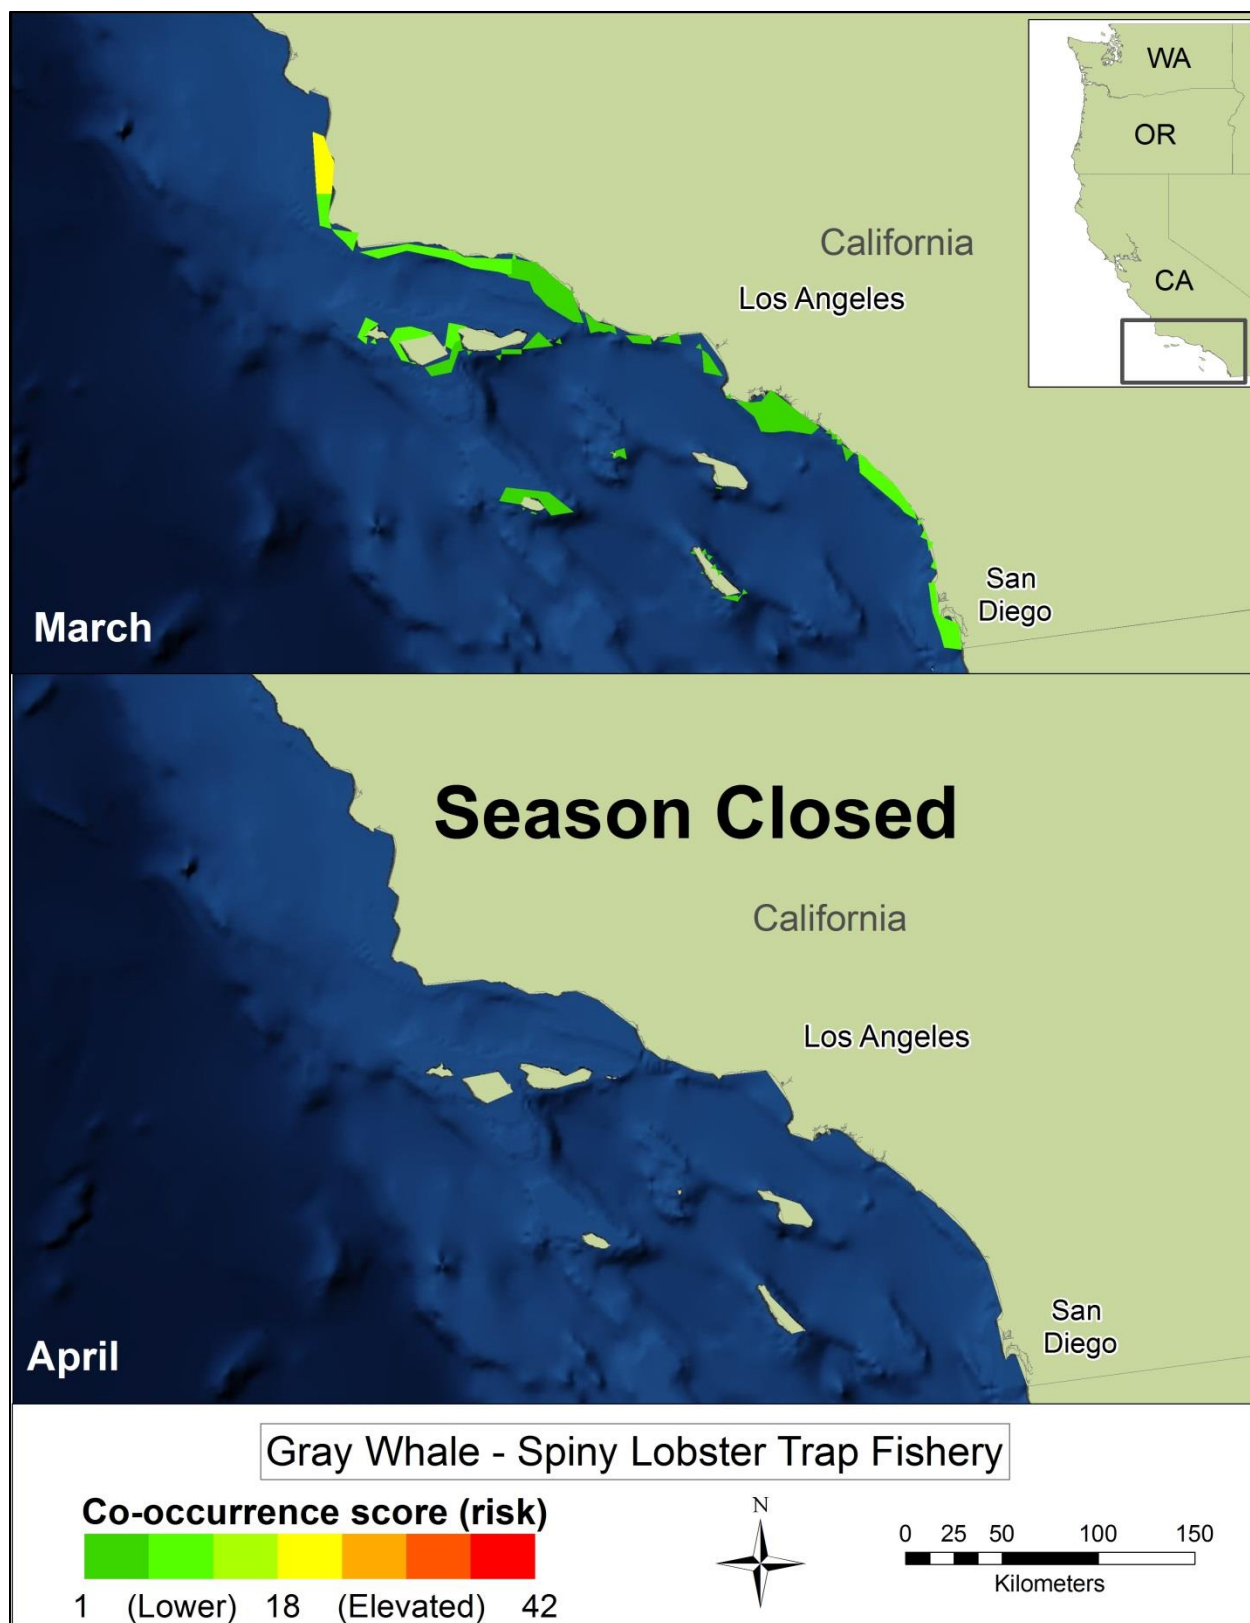 WA
OR
CA
California
Los Angeles
San
Diego
March
Season Closed
California
Los Angeles
San
Diego
April
Gray Whale - Spiny Lobster Trap Fishery
Co-occurrence score (risk)
1 (Lower) 18 (Elevated) 42
N
0 25 50 100 150
Kilometers